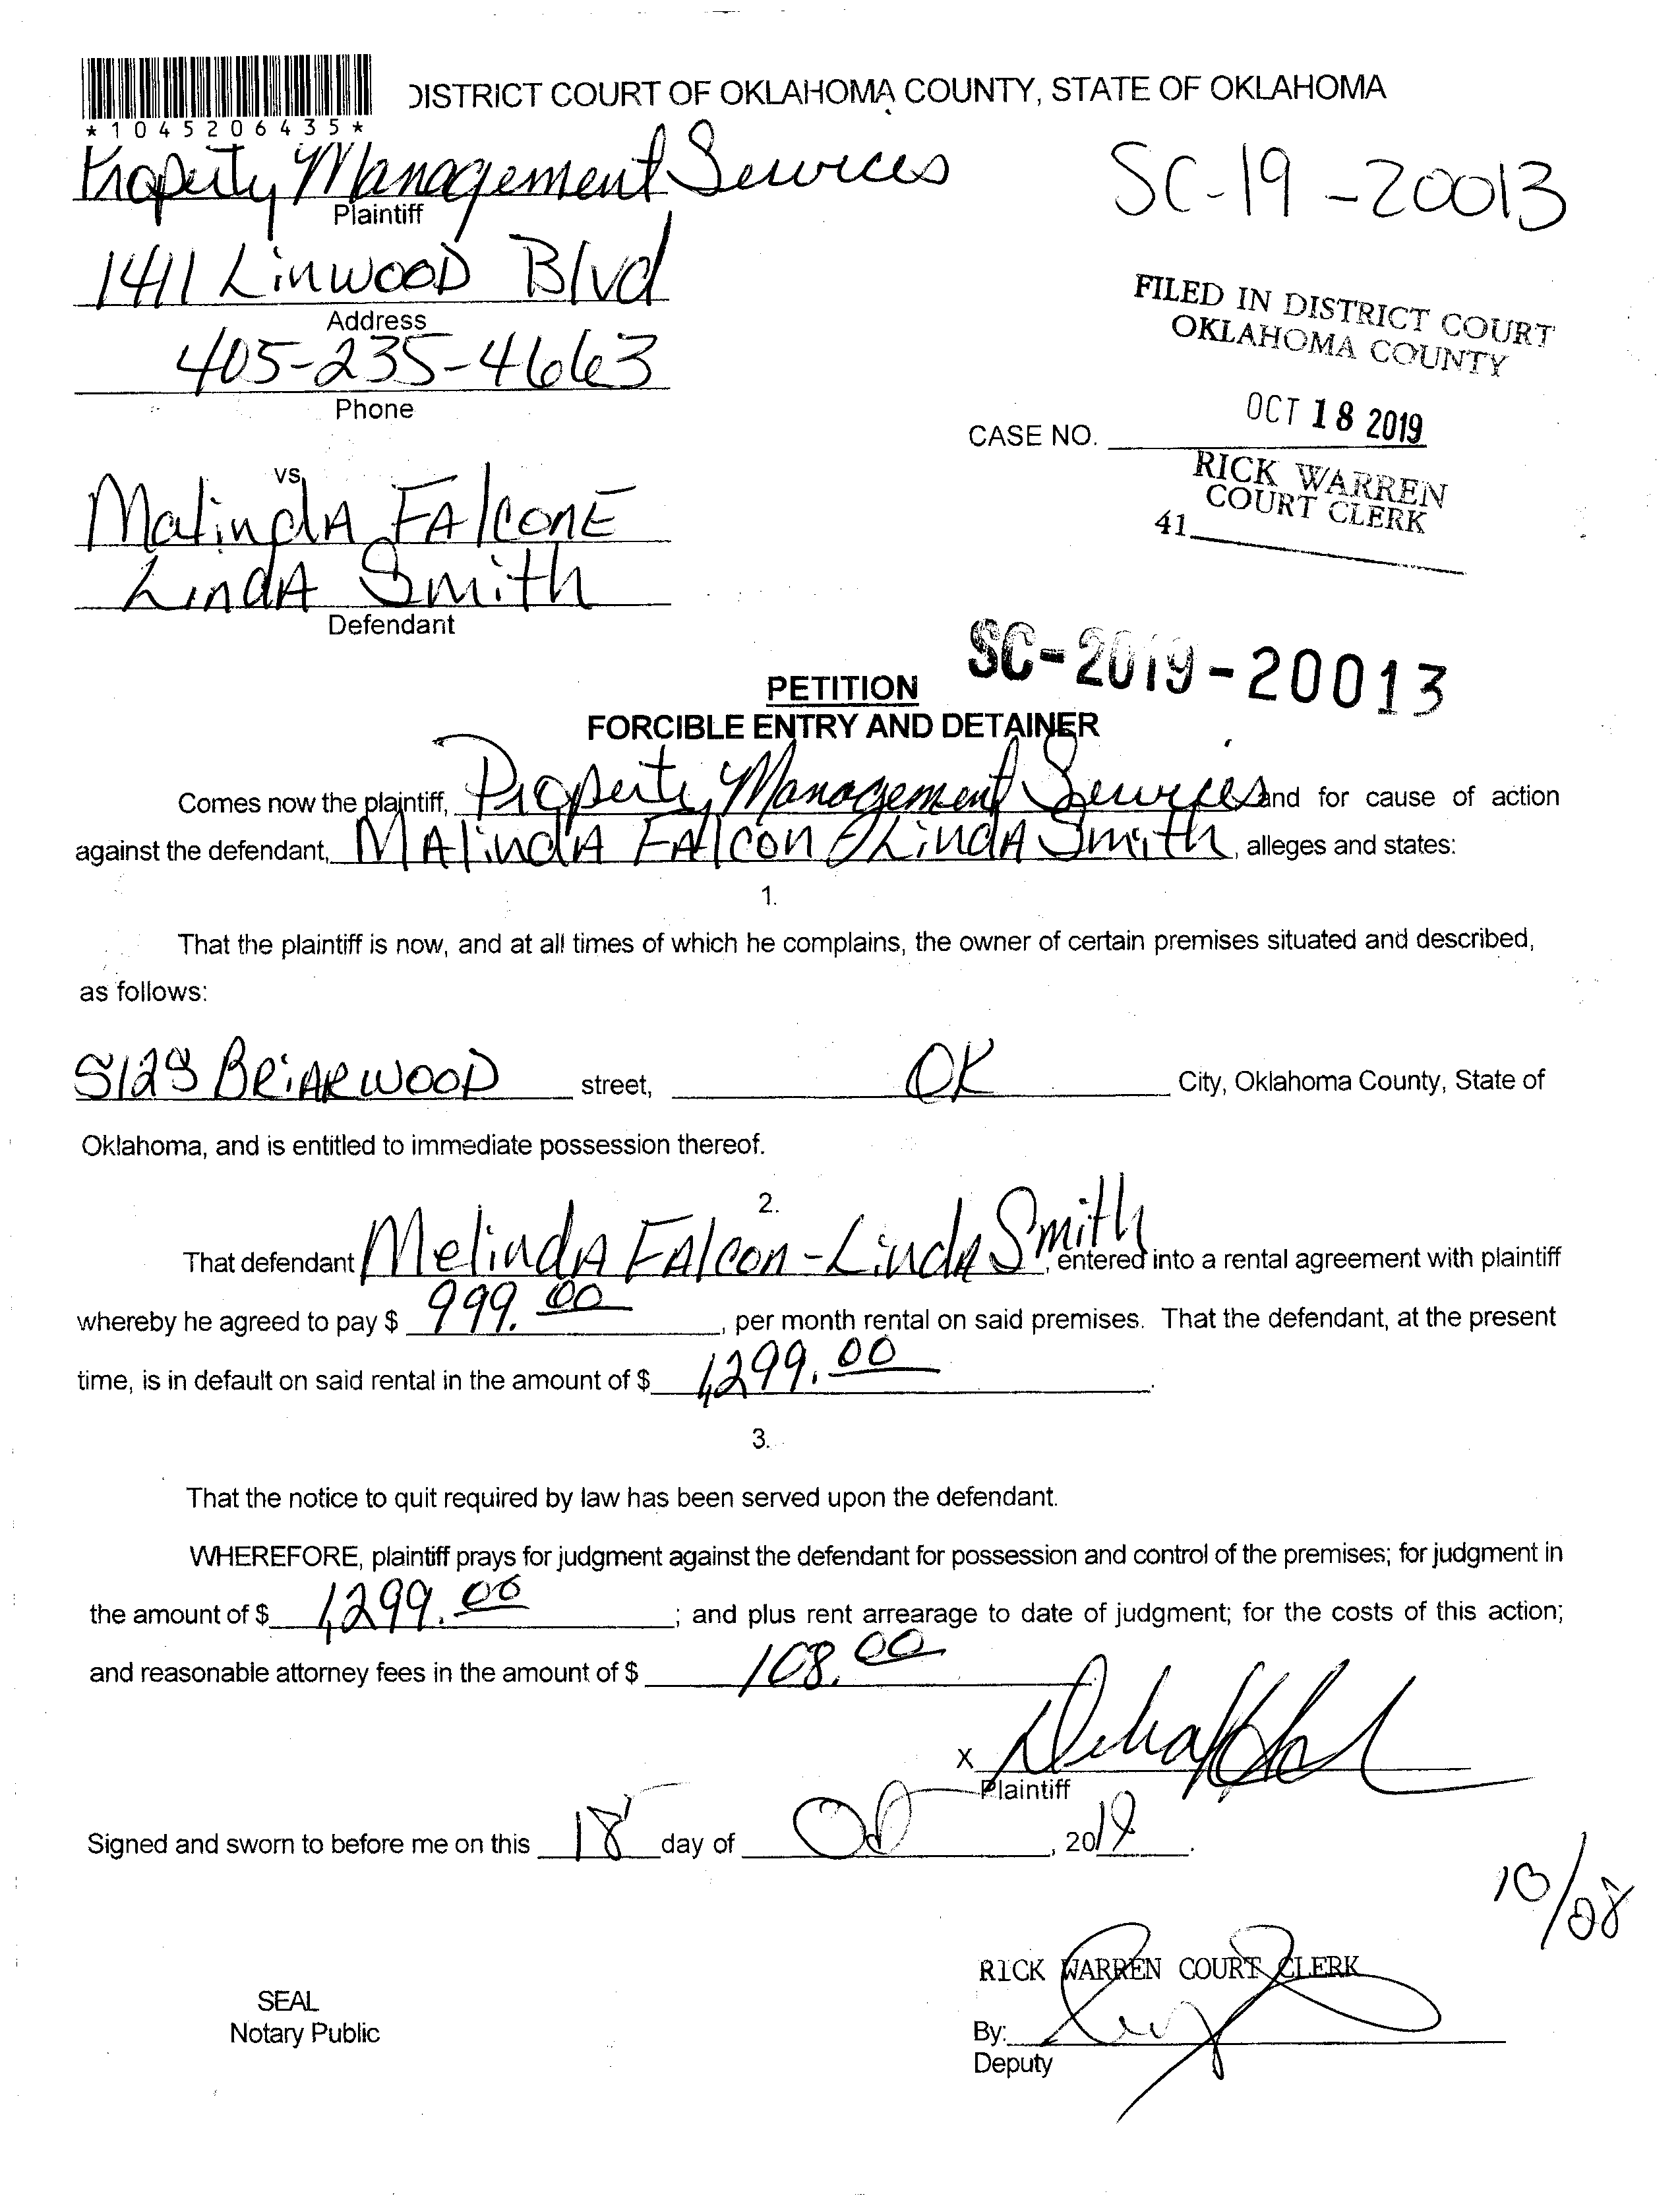 *1045206435*
DISTRICT COURT OF OKLAHOMA COUNTY, STATE OF OKLAHOMA
Property Management Services
Plaintiff
SC-19-20013
1411 Linwood Blvd
Address
405-235-4663
Phone
FILED IN DISTRICT COURT
OKLAHOMA COUNTY
OCT 18 2019
CASE NO.
RICK WARREN
COURT CLERK
41
vs.
Malinda Falcone
Linda Smith
Defendant
SC-2019-20013
PETITION
FORCIBLE ENTRY AND DETAINER
Comes now the plaintiff, Property Management Services and for cause of action
against the defendant, Malinda Falcon & Linda Smith, alleges and states:
1.
That the plaintiff is now, and at all times of which he complains, the owner of certain premises situated and described,
as follows:
5128 Briarwood street, OK City, Oklahoma County, State of
Oklahoma, and is entitled to immediate possession thereof.
2.
That defendant Melinda Falcon - Linda Smith, entered into a rental agreement with plaintiff
whereby he agreed to pay $ 999.00, per month rental on said premises. That the defendant, at the present
time, is in default on said rental in the amount of $ 1,299.00.
3.
That the notice to quit required by law has been served upon the defendant.
WHEREFORE, plaintiff prays for judgment against the defendant for possession and control of the premises; for judgment in
the amount of $ 1,299.00; and plus rent arrearage to date of judgment; for the costs of this action;
and reasonable attorney fees in the amount of $ 108.00
X
Plaintiff
Signed and sworn to before me on this 18 day of Oct, 2019.
10/28
RICK WARREN COURT CLERK
SEAL
Notary Public
By:
Deputy